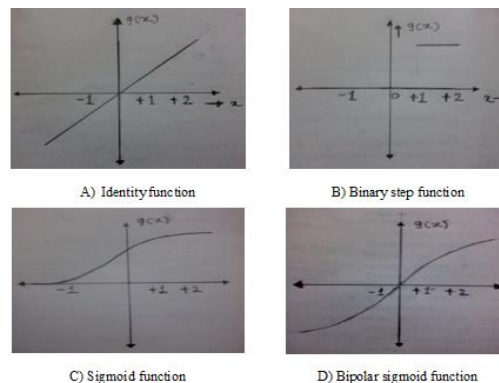 g(x)
-1 +1 +2 x
A) Identity function
g(x)
-1 0 +1 +2 x
B) Binary step function
g(x)
-1 +1 +2
C) Sigmoid function
g(x)
-1 +1 +2
D) Bipolar sigmoid function